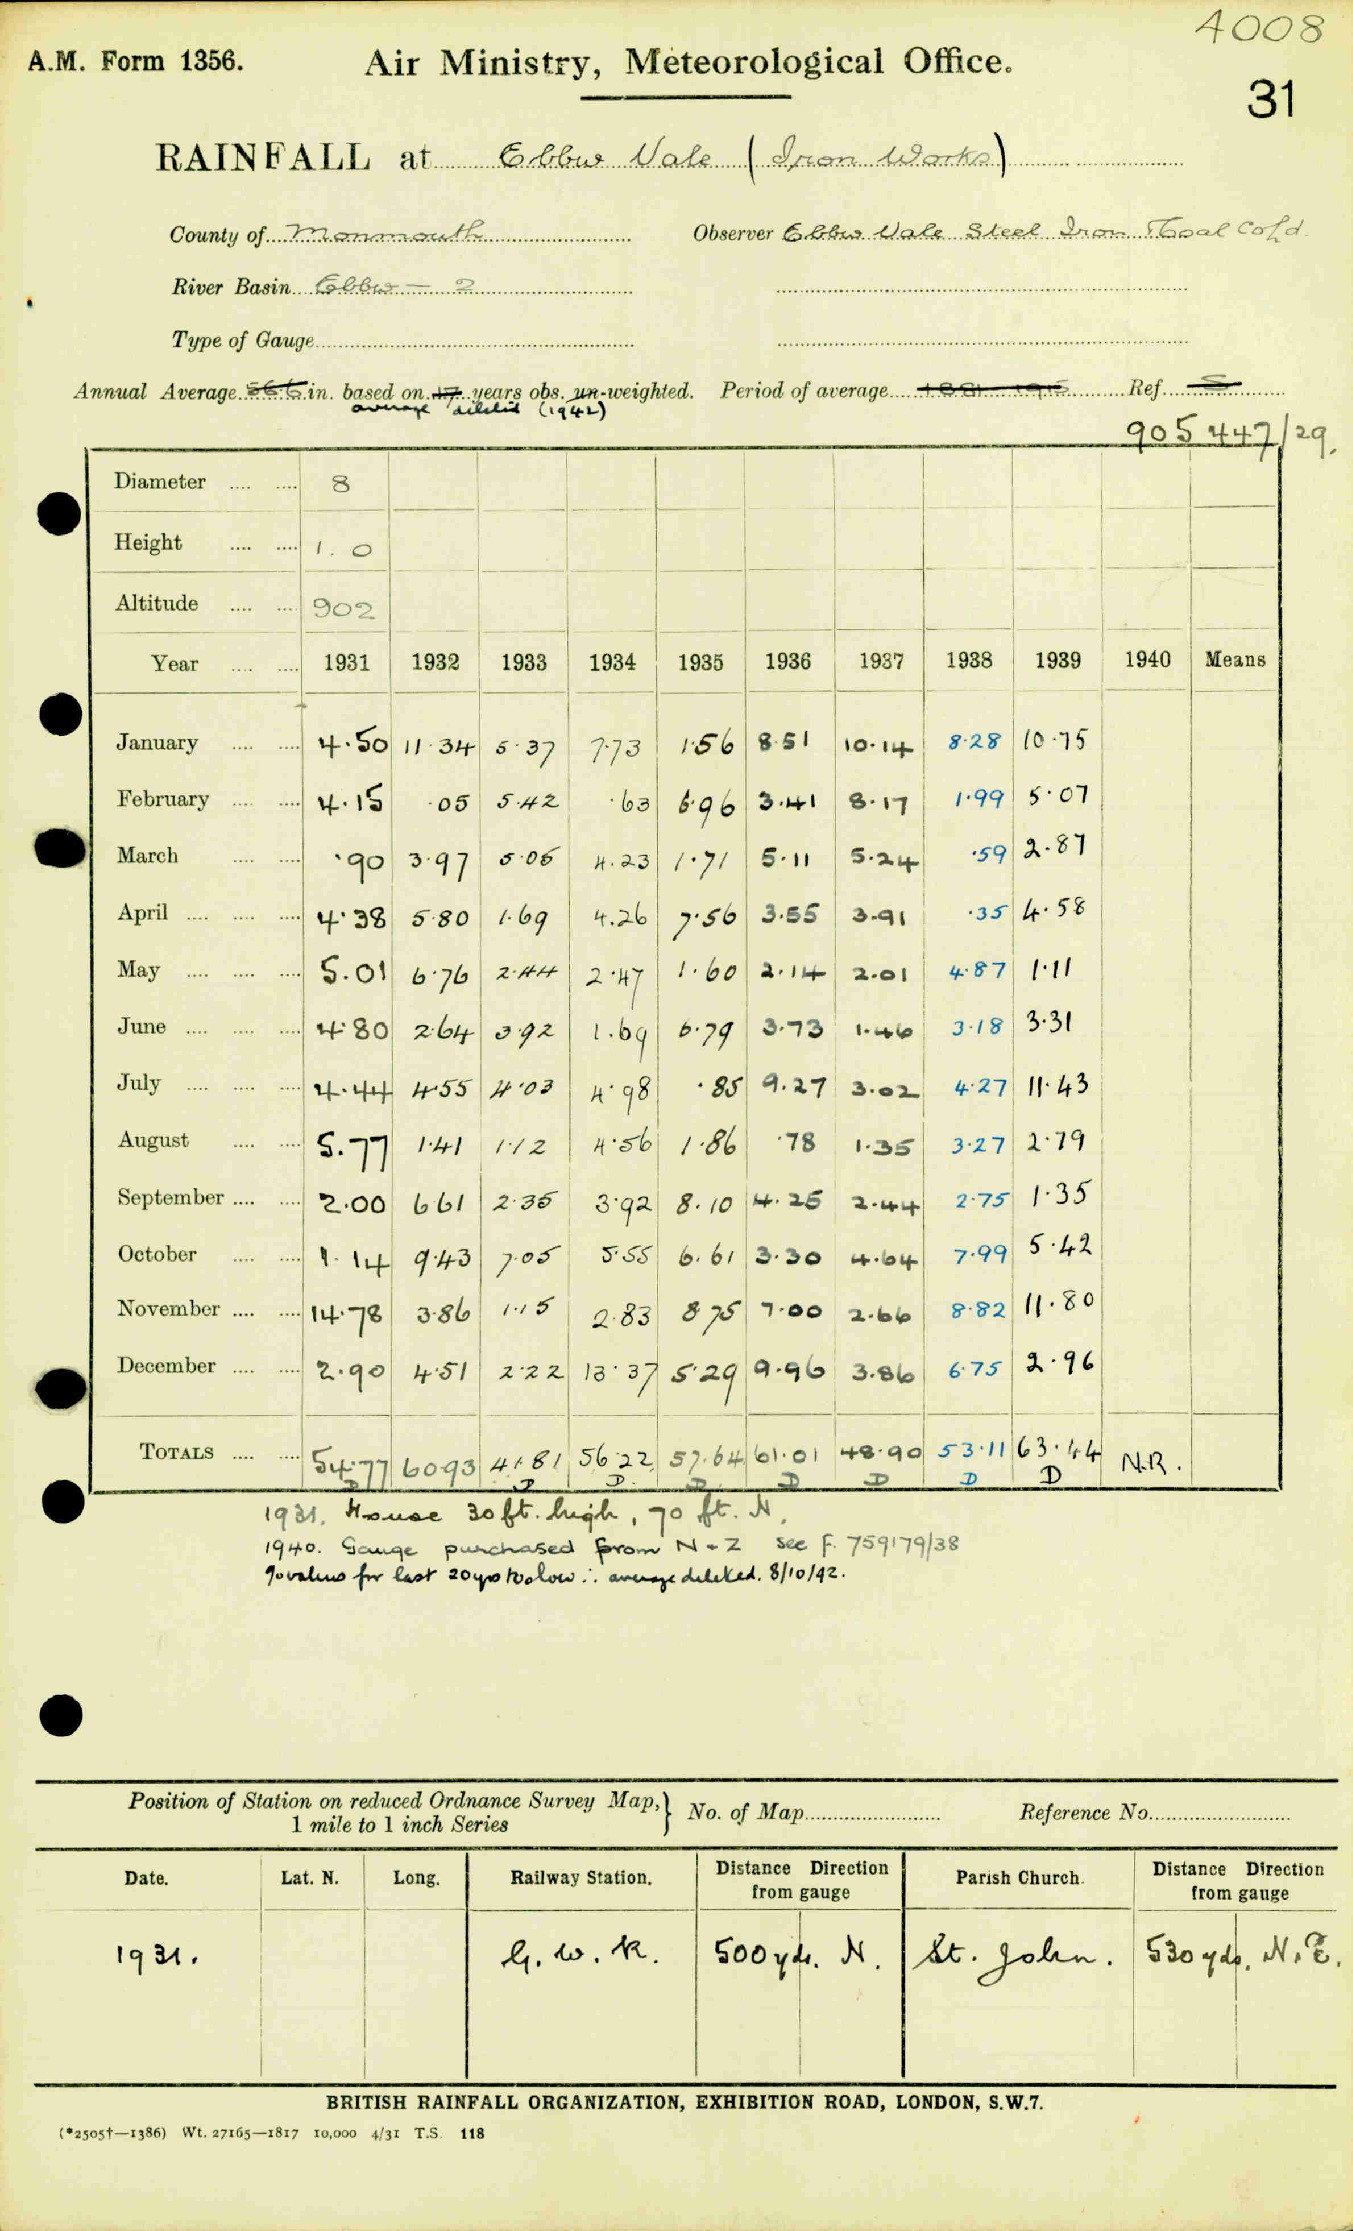 4008
A.M. Form 1356. Air Ministry, Meteorological Office.
31
RAINFALL at Ebbw Vale (Iron Works)
County of Monmouth Observer Ebbw Vale Steel Iron & Coal Co Ld.
River Basin Ebbw — 2
Type of Gauge
Annual Average 56.6 in. based on 17 years obs. un-weighted. Period of average 1881 1915 Ref. S
average deleted (1942)
905447/29.
Diameter .... .... 8
Height .... .... 1.0
Altitude .... .... 902
Year .... .... 1931 1932 1933 1934 1935 1936 1937 1938 1939 1940 Means
January .... .... 4.50 11.34 5.37 7.73 1.56 8.51 10.14 8.28 10.75
February .... .... 4.15 .05 5.42 .63 6.96 3.41 8.17 1.99 5.07
March .... .... .90 3.97 5.05 4.23 1.71 5.11 5.24 .59 2.87
April .... .... .... 4.38 5.80 1.69 4.26 7.56 3.55 3.91 .35 4.58
May .... .... .... 5.01 6.76 2.44 2.47 1.60 2.14 2.01 4.87 1.11
June .... .... .... 4.80 2.64 3.92 1.69 6.79 3.73 1.46 3.18 3.31
July .... .... .... 4.44 4.55 4.03 4.98 .85 9.27 3.02 4.27 11.43
August .... .... 5.77 1.41 1.12 4.56 1.86 .78 1.35 3.27 2.79
September .... .... 2.00 6.61 2.35 3.92 8.10 4.25 2.44 2.75 1.35
October .... .... 1.14 9.43 7.05 5.55 6.61 3.30 4.64 7.99 5.42
November .... .... 14.78 3.86 1.15 2.83 8.75 7.00 2.66 8.82 11.80
December .... .... 2.90 4.51 2.22 13.37 5.29 9.96 3.86 6.75 2.96
TOTALS .... .... 54.77 60.93 41.81 56.22 57.64 61.01 48.90 53.11 63.44 N.R.
D D D D D D D D
1931. House 30 ft. high, 70 ft. N.
1940. Gauge purchased from N - Z see F. 759179/38
% values for last 20 yrs too low ∴ average deleted. 8/10/42.
Position of Station on reduced Ordnance Survey Map, } No. of Map Reference No.
1 mile to 1 inch Series
Date. Lat. N. Long. Railway Station. Distance Direction from gauge Parish Church. Distance Direction from gauge
1931. G.W.R. 500 yds. N. St. John. 530 yds. N.E.
BRITISH RAINFALL ORGANIZATION, EXHIBITION ROAD, LONDON, S.W.7.
(*2505†—1386) Wt. 27165—1817 10,000 4/31 T.S. 118